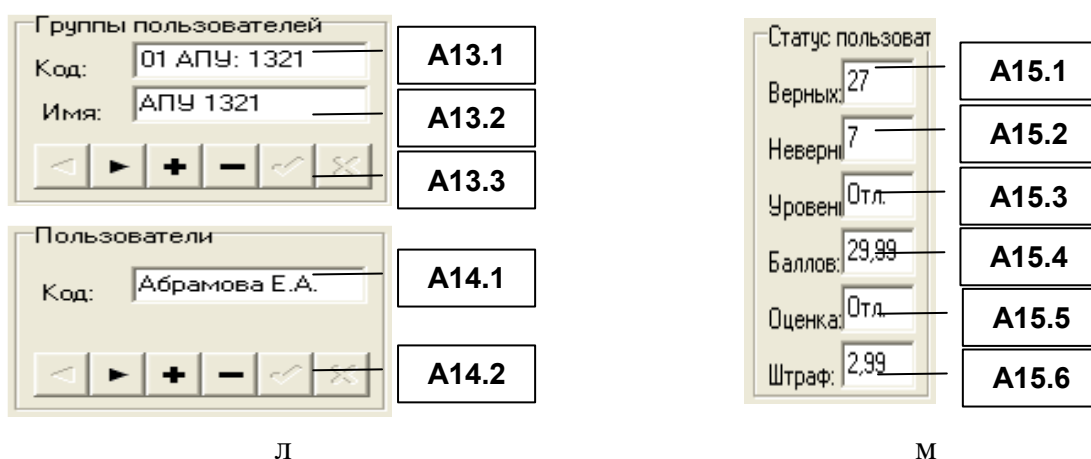 Группы пользователей
Код: 01 АПУ: 1321
A13.1
Имя: АПУ 1321
A13.2
A13.3
Пользователи
Код: Абрамова Е.А.
A14.1
A14.2
л
Статус пользоват
Верных: 27
A15.1
Неверн 7
A15.2
Уровен Отл.
A15.3
Баллов: 29,99
A15.4
Оценка: Отл.
A15.5
Штраф: 2,99
A15.6
м